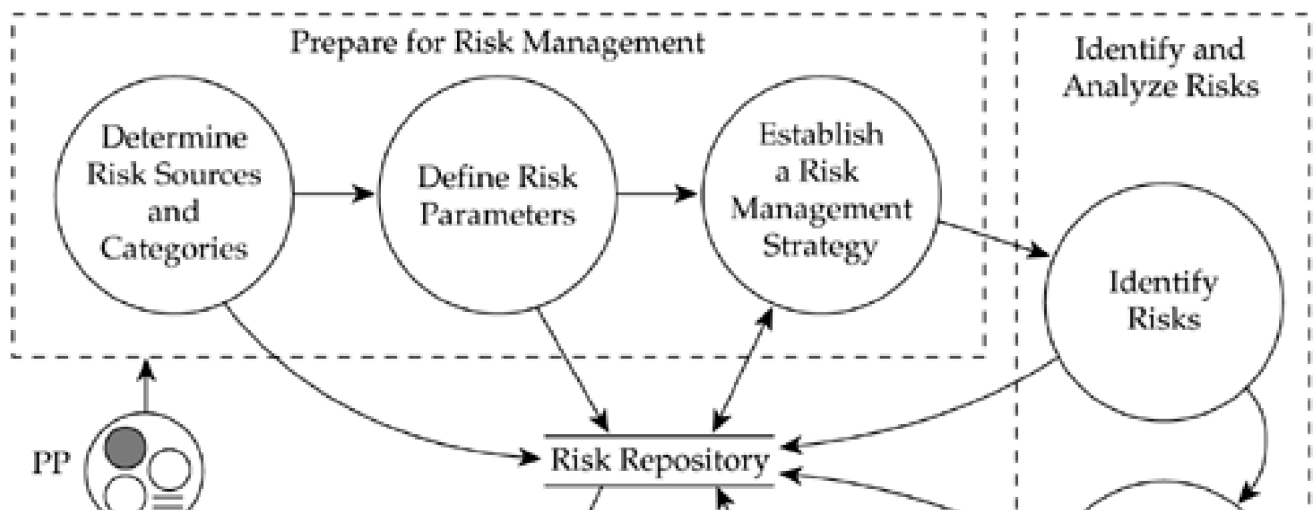 Prepare for Risk Management
Identify and
Analyze Risks
Determine
Risk Sources
and
Categories
Define Risk
Parameters
Establish
a Risk
Management
Strategy
Identify
Risks
PP
Risk Repository